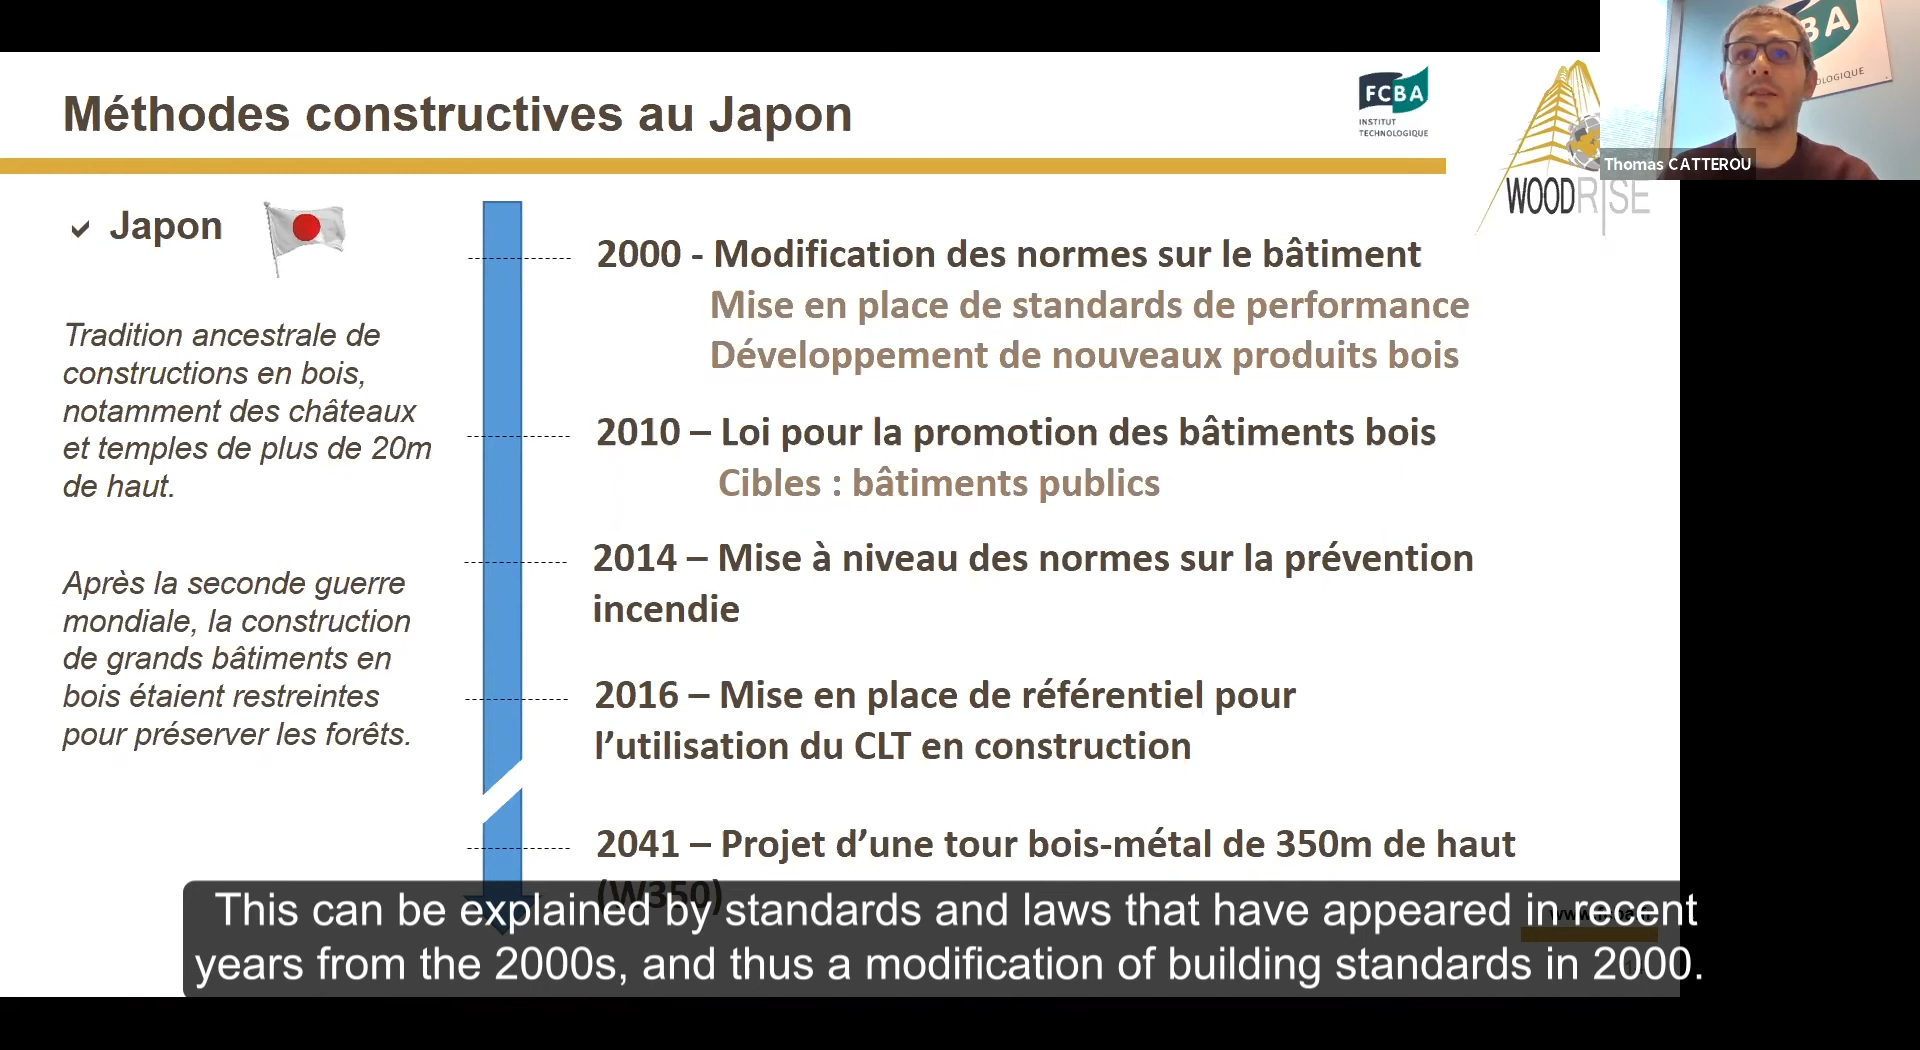 Méthodes constructives au Japon
FCBA
INSTITUT
TECHNOLOGIQUE
WOODRISE
BA
OLOGIQUE
Thomas CATTEROU
Japon
Tradition ancestrale de
constructions en bois,
notamment des châteaux
et temples de plus de 20m
de haut.
Après la seconde guerre
mondiale, la construction
de grands bâtiments en
bois étaient restreintes
pour préserver les forêts.
2000 - Modification des normes sur le bâtiment
Mise en place de standards de performance
Développement de nouveaux produits bois
2010 – Loi pour la promotion des bâtiments bois
Cibles : bâtiments publics
2014 – Mise à niveau des normes sur la prévention
incendie
2016 – Mise en place de référentiel pour
l’utilisation du CLT en construction
2041 – Projet d’une tour bois-métal de 350m de haut
(W350)
This can be explained by standards and laws that have appeared in recent
years from the 2000s, and thus a modification of building standards in 2000.